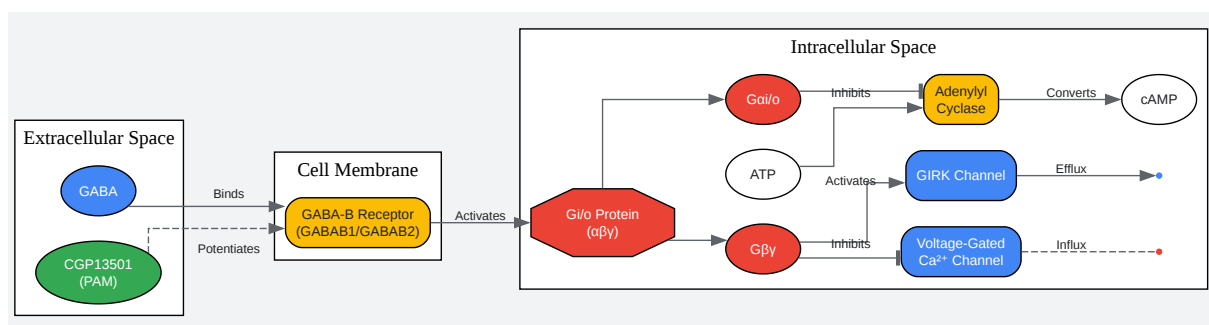 Extracellular Space
GABA
CGP13501
(PAM)
Binds
Potentiates
Cell Membrane
GABA-B Receptor
(GABAB1/GABAB2)
Activates
Intracellular Space
Gi/o Protein
(αβγ)
Gαi/o
Inhibits
Adenylyl
Cyclase
Converts
cAMP
ATP
Activates
GIRK Channel
Efflux
Gβγ
Inhibits
Voltage-Gated
Ca²⁺ Channel
Influx